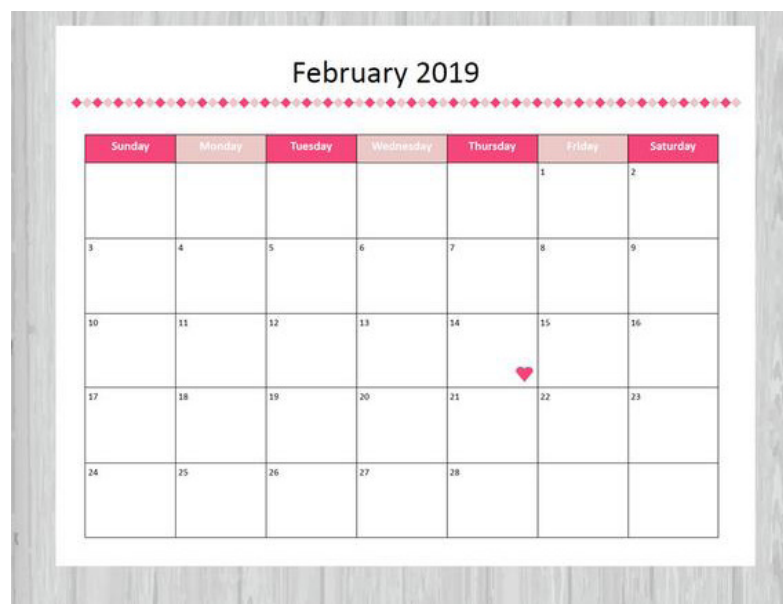 February 2019
Sunday Monday Tuesday Wednesday Thursday Friday Saturday
1 2
3 4 5 6 7 8 9
10 11 12 13 14 15 16
17 18 19 20 21 22 23
24 25 26 27 28